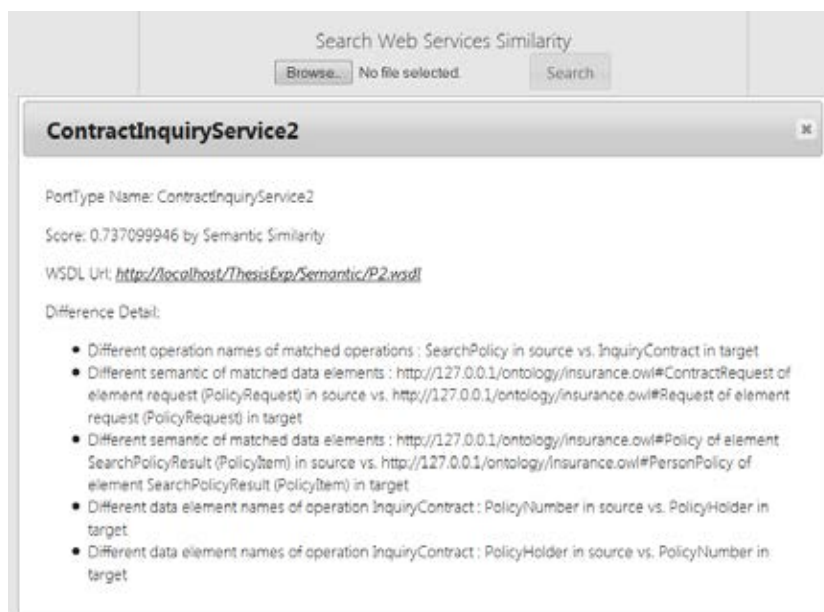 Search Web Services Similarity
Browse.. No file selected. Search
ContractInquiryService2
PortType Name: ContractInquiryService2
Score: 0.737099946 by Semantic Similarity
WSDL Url: http://localhost/ThesisExp/Semantic/P2.wsdl
Difference Detail:
• Different operation names of matched operations : SearchPolicy in source vs. InquiryContract in target
• Different semantic of matched data elements : http://127.0.0.1/ontology/insurance.owl#ContractRequest of
element request (PolicyRequest) in source vs. http://127.0.0.1/ontology/insurance.owl#Request of element
request (PolicyRequest) in target
• Different semantic of matched data elements : http://127.0.0.1/ontology/insurance.owl#Policy of element
SearchPolicyResult (PolicyItem) in source vs. http://127.0.0.1/ontology/insurance.owl#PersonPolicy of
element SearchPolicyResult (PolicyItem) in target
• Different data element names of operation InquiryContract : PolicyNumber in source vs. PolicyHolder in
target
• Different data element names of operation InquiryContract : PolicyHolder in source vs. PolicyNumber in
target